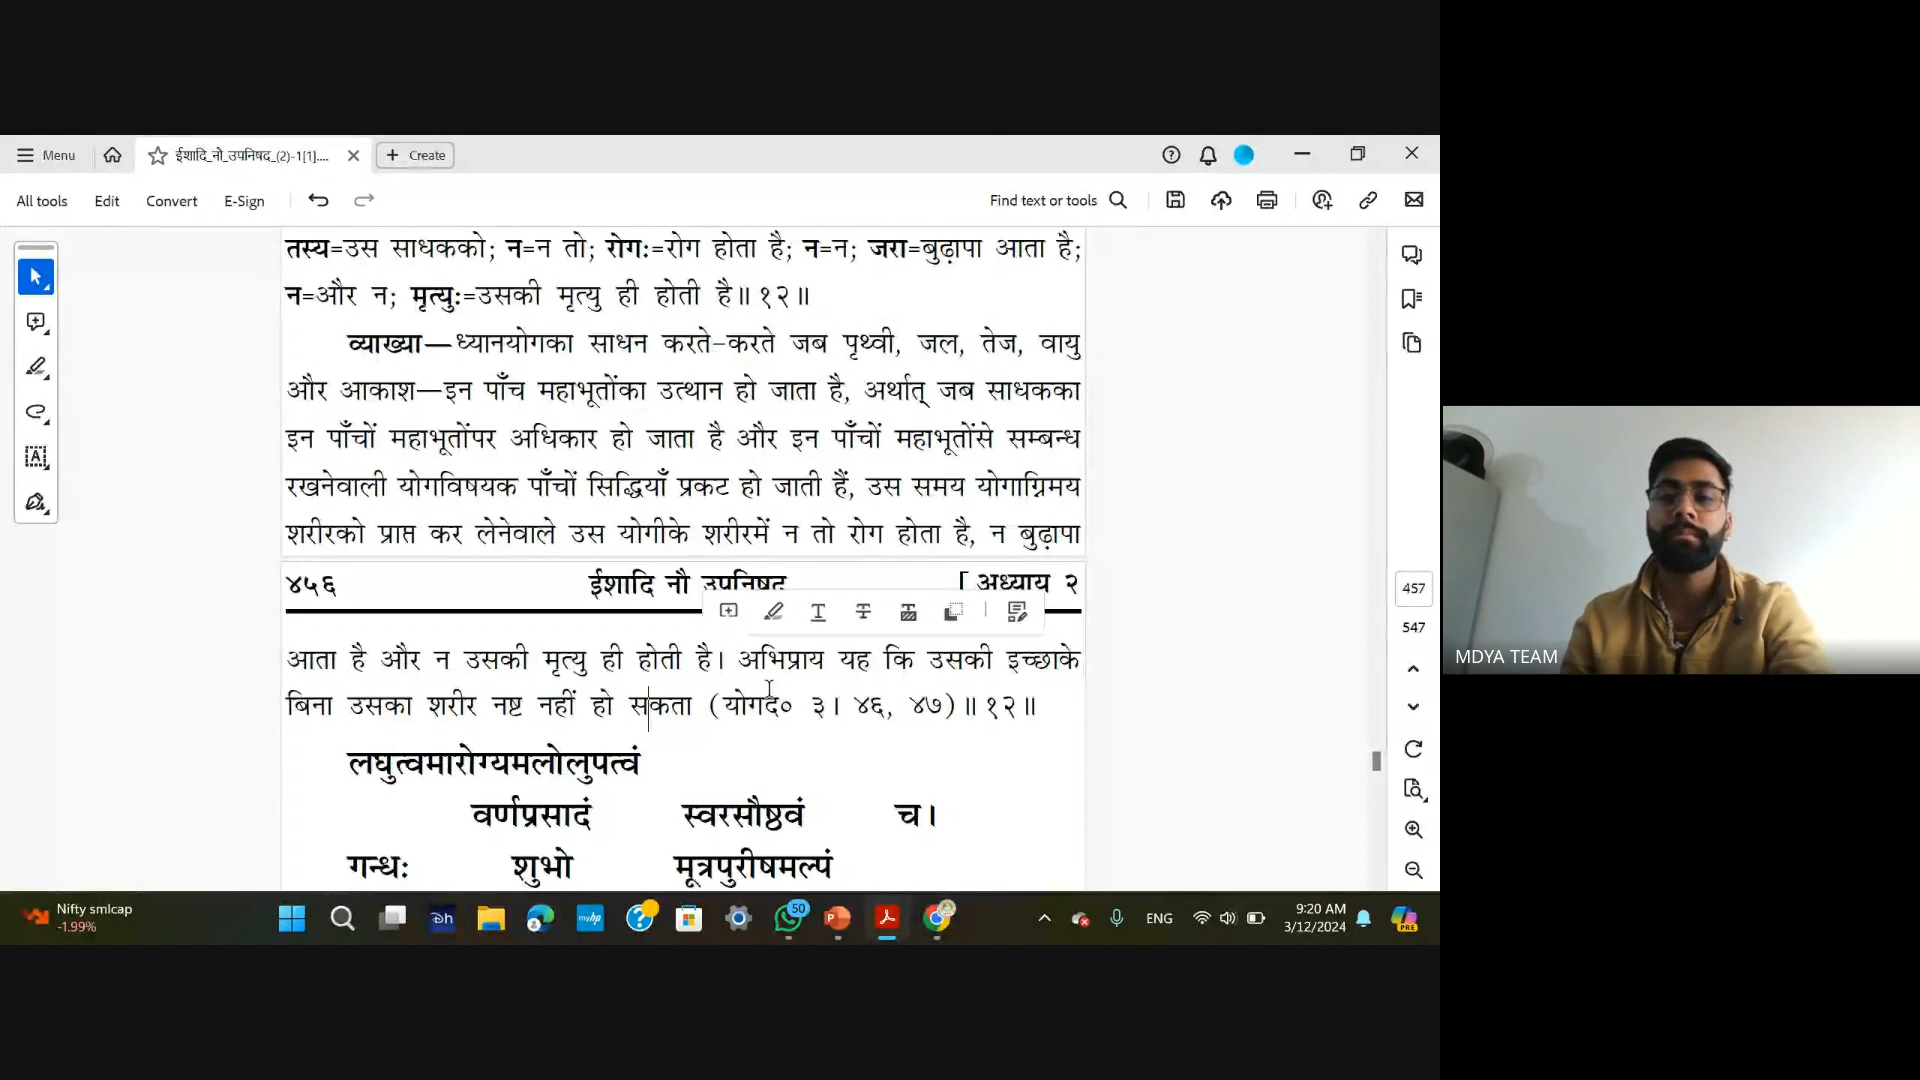 Menu ईशादि_नौ_उपनिषद_(2)-1[1].... Create
All tools Edit Convert E-Sign Find text or tools
तस्य=उस साधकको; न=न तो; रोगः=रोग होता है; न=न; जरा=बुढ़ापा आता है;
न=और न; मृत्युः=उसकी मृत्यु ही होती है॥ १२॥
व्याख्या—ध्यानयोगका साधन करते-करते जब पृथ्वी, जल, तेज, वायु
और आकाश—इन पाँच महाभूतोंका उत्थान हो जाता है, अर्थात् जब साधकका
इन पाँचों महाभूतोंपर अधिकार हो जाता है और इन पाँचों महाभूतोंसे सम्बन्ध
रखनेवाली योगविषयक पाँचों सिद्धियाँ प्रकट हो जाती हैं, उस समय योगाग्निमय
शरीरको प्राप्त कर लेनेवाले उस योगीके शरीरमें न तो रोग होता है, न बुढ़ापा
४५६ ईशादि नौ उपनिषद् [ अध्याय २
457
547
आता है और न उसकी मृत्यु ही होती है। अभिप्राय यह कि उसकी इच्छाके
बिना उसका शरीर नष्ट नहीं हो सकता (योगद० ३। ४६, ४७)॥ १२॥
लघुत्वमारोग्यमलोलुपत्वं
वर्णप्रसादं स्वरसौष्ठवं च।
गन्धः शुभो मूत्रपुरीषमल्पं
MDYA TEAM
Nifty smlcap
-1.99%
Dh
myhp
50
ENG
9:20 AM
3/12/2024
PRE